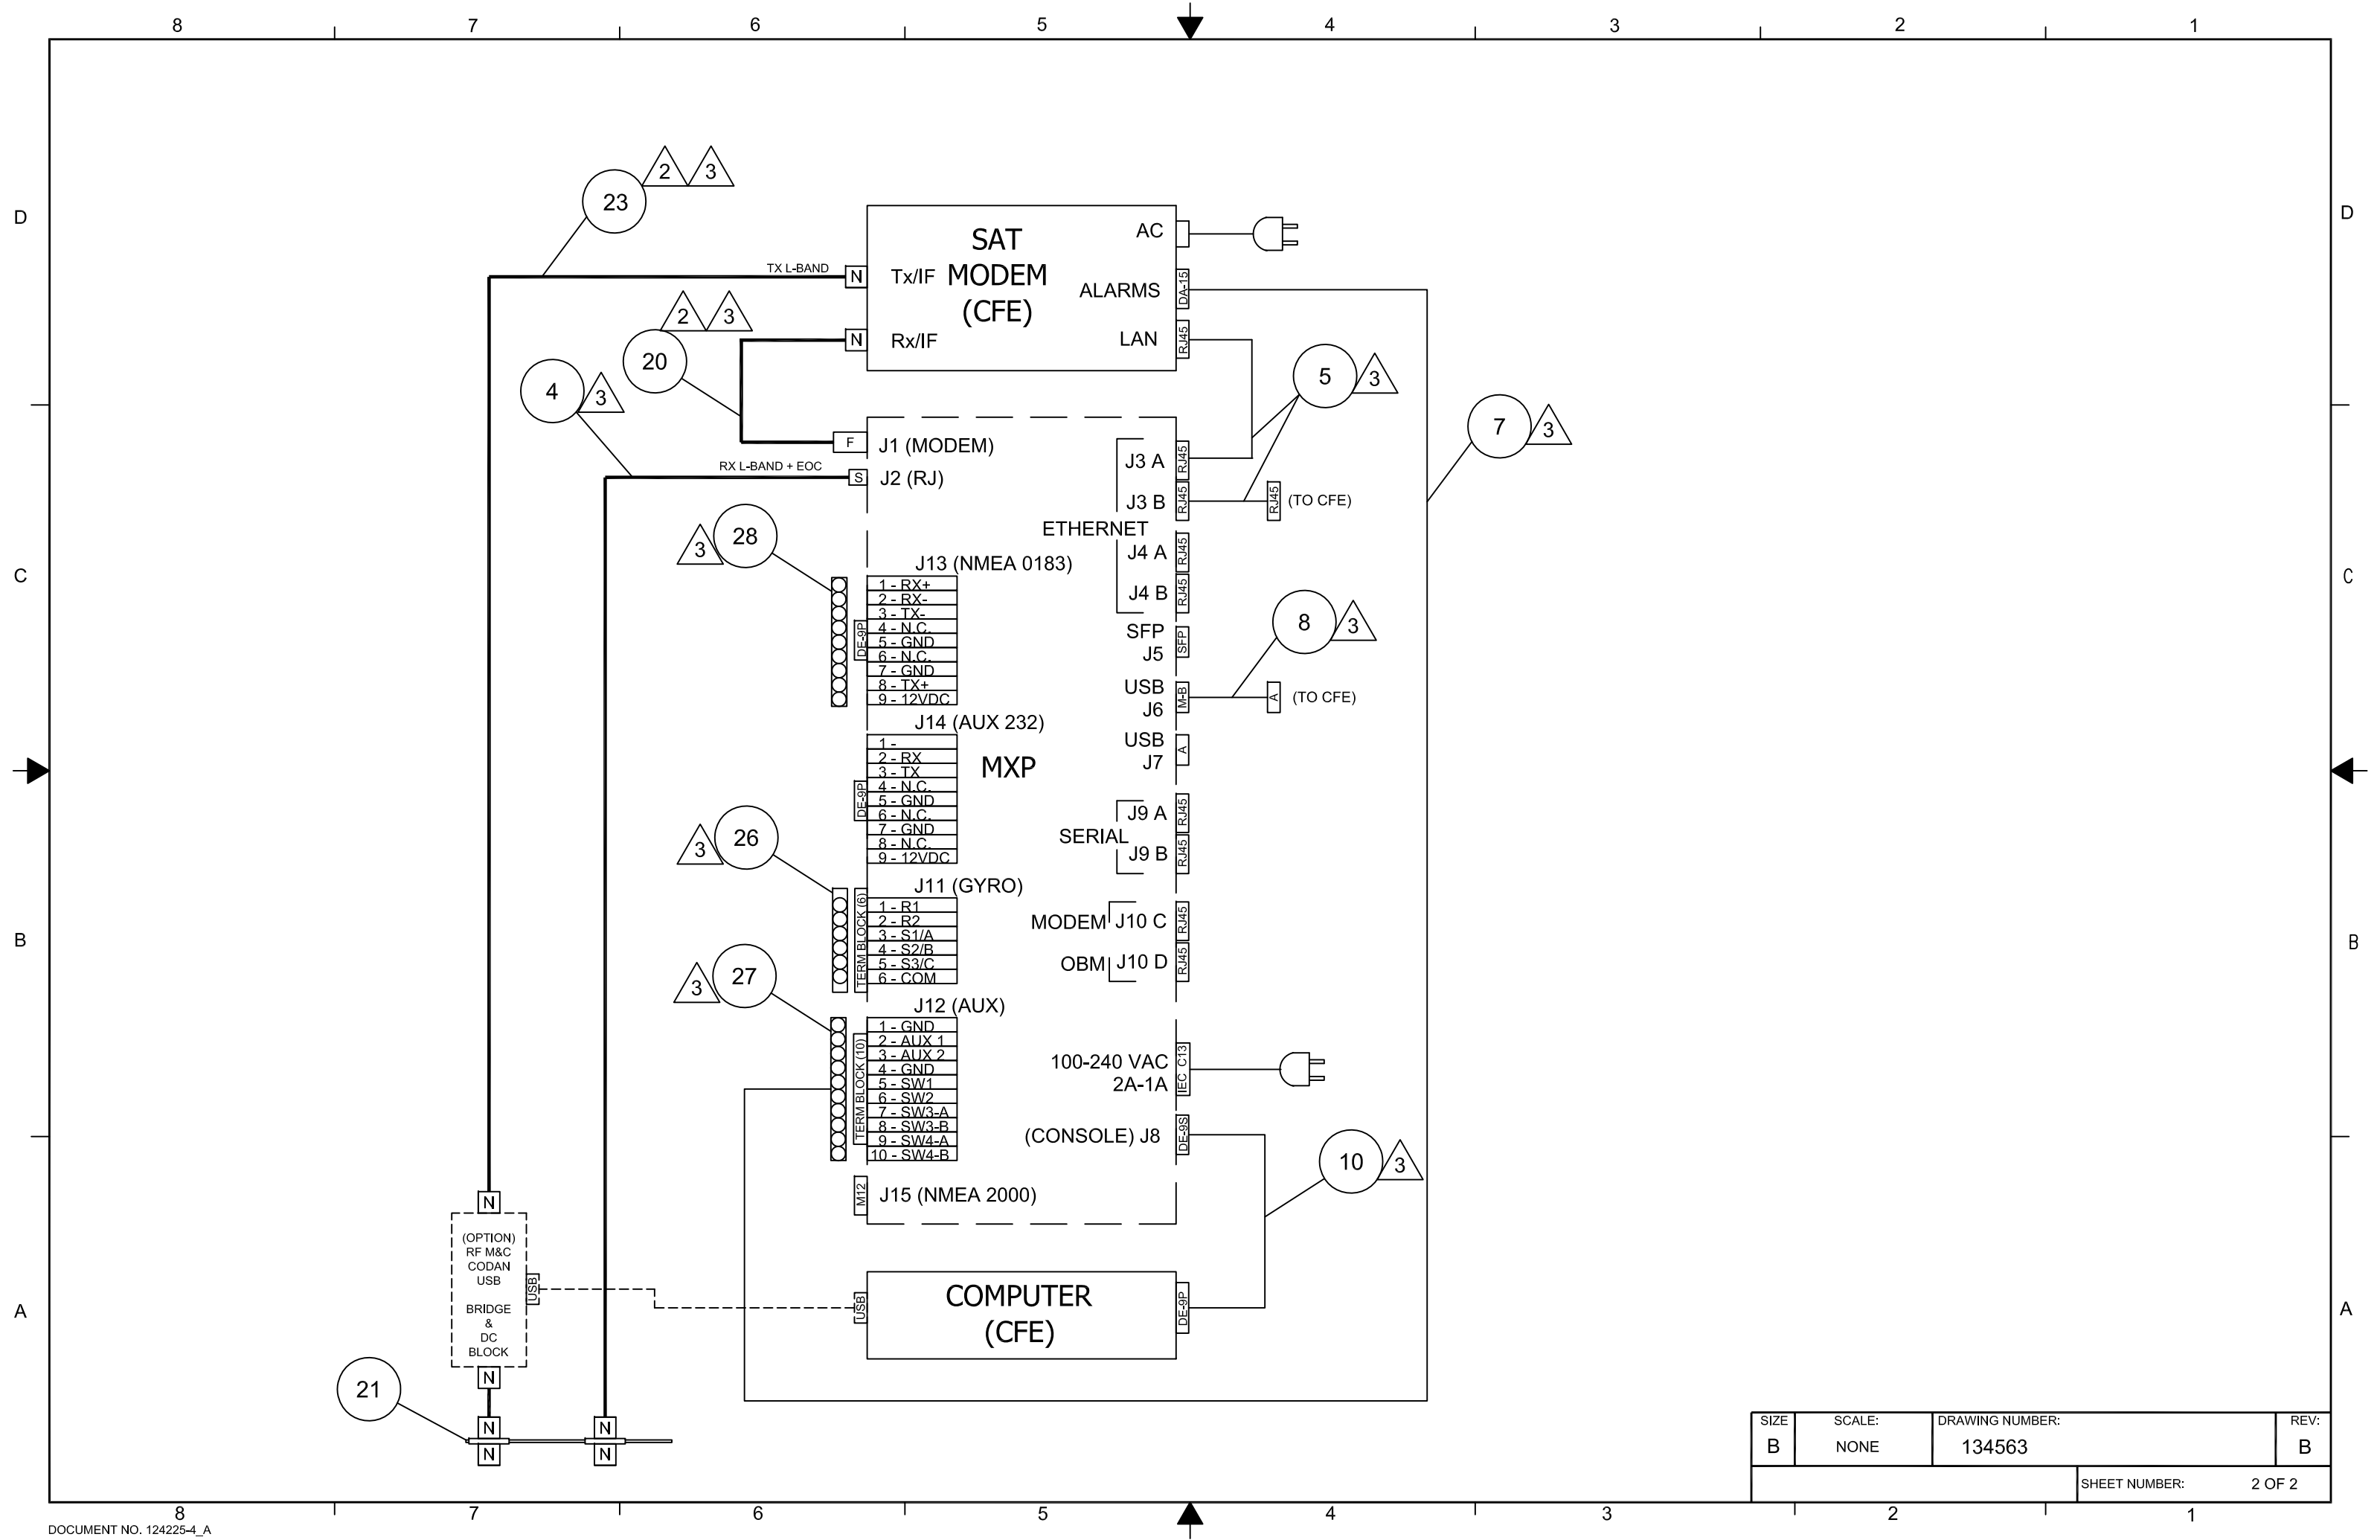 8 7 6 5 4 3 2 1
D D
C C
B B
A A
23 2 3
TX L-BAND
20 2 3
4 3
RX L-BAND + EOC
5 3
7 3
28 3
8 3
26 3
27 3
10 3
21
SAT
MODEM
(CFE)
N Tx/IF
N Rx/IF
AC
ALARMS DA-15
LAN RJ45
F J1 (MODEM)
S J2 (RJ)
J13 (NMEA 0183)
DE-9P
1 - RX+
2 - RX-
3 - TX-
4 - N.C.
5 - GND
6 - N.C.
7 - GND
8 - TX+
9 - 12VDC
J14 (AUX 232)
DE-9P
1 -
2 - RX
3 - TX
4 - N.C.
5 - GND
6 - N.C.
7 - GND
8 - N.C.
9 - 12VDC
MXP
J11 (GYRO)
TERM BLOCK (6)
1 - R1
2 - R2
3 - S1/A
4 - S2/B
5 - S3/C
6 - COM
J12 (AUX)
TERM BLOCK (10)
1 - GND
2 - AUX 1
3 - AUX 2
4 - GND
5 - SW1
6 - SW2
7 - SW3-A
8 - SW3-B
9 - SW4-A
10 - SW4-B
M12 J15 (NMEA 2000)
ETHERNET
J3 A RJ45
J3 B RJ45 RJ45 (TO CFE)
J4 A RJ45
J4 B RJ45
SFP
J5 SFP
USB
J6 M-B A (TO CFE)
USB
J7 A
SERIAL
J9 A RJ45
J9 B RJ45
MODEM J10 C RJ45
OBM J10 D RJ45
100-240 VAC
2A-1A IEC C13
(CONSOLE) J8 DE-9S
USB
COMPUTER
(CFE)
DE-9P
N
(OPTION)
RF M&C
CODAN
USB
BRIDGE
&
DC
BLOCK
USB
N
N N
N N
SIZE SCALE: DRAWING NUMBER: REV:
B NONE 134563 B
SHEET NUMBER: 2 OF 2
8 7 6 5 4 3 2 1
DOCUMENT NO. 124225-4_A